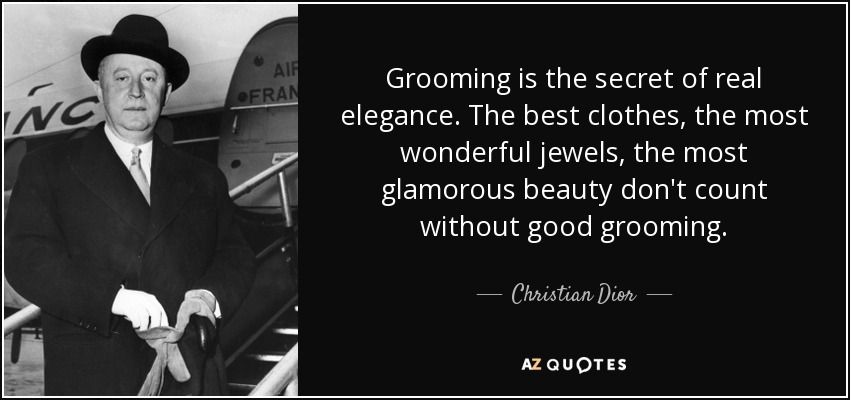 ÎNC
AIR
FRAN
Grooming is the secret of real
elegance. The best clothes, the most
wonderful jewels, the most
glamorous beauty don't count
without good grooming.
Christian Dior
AZ QUOTES